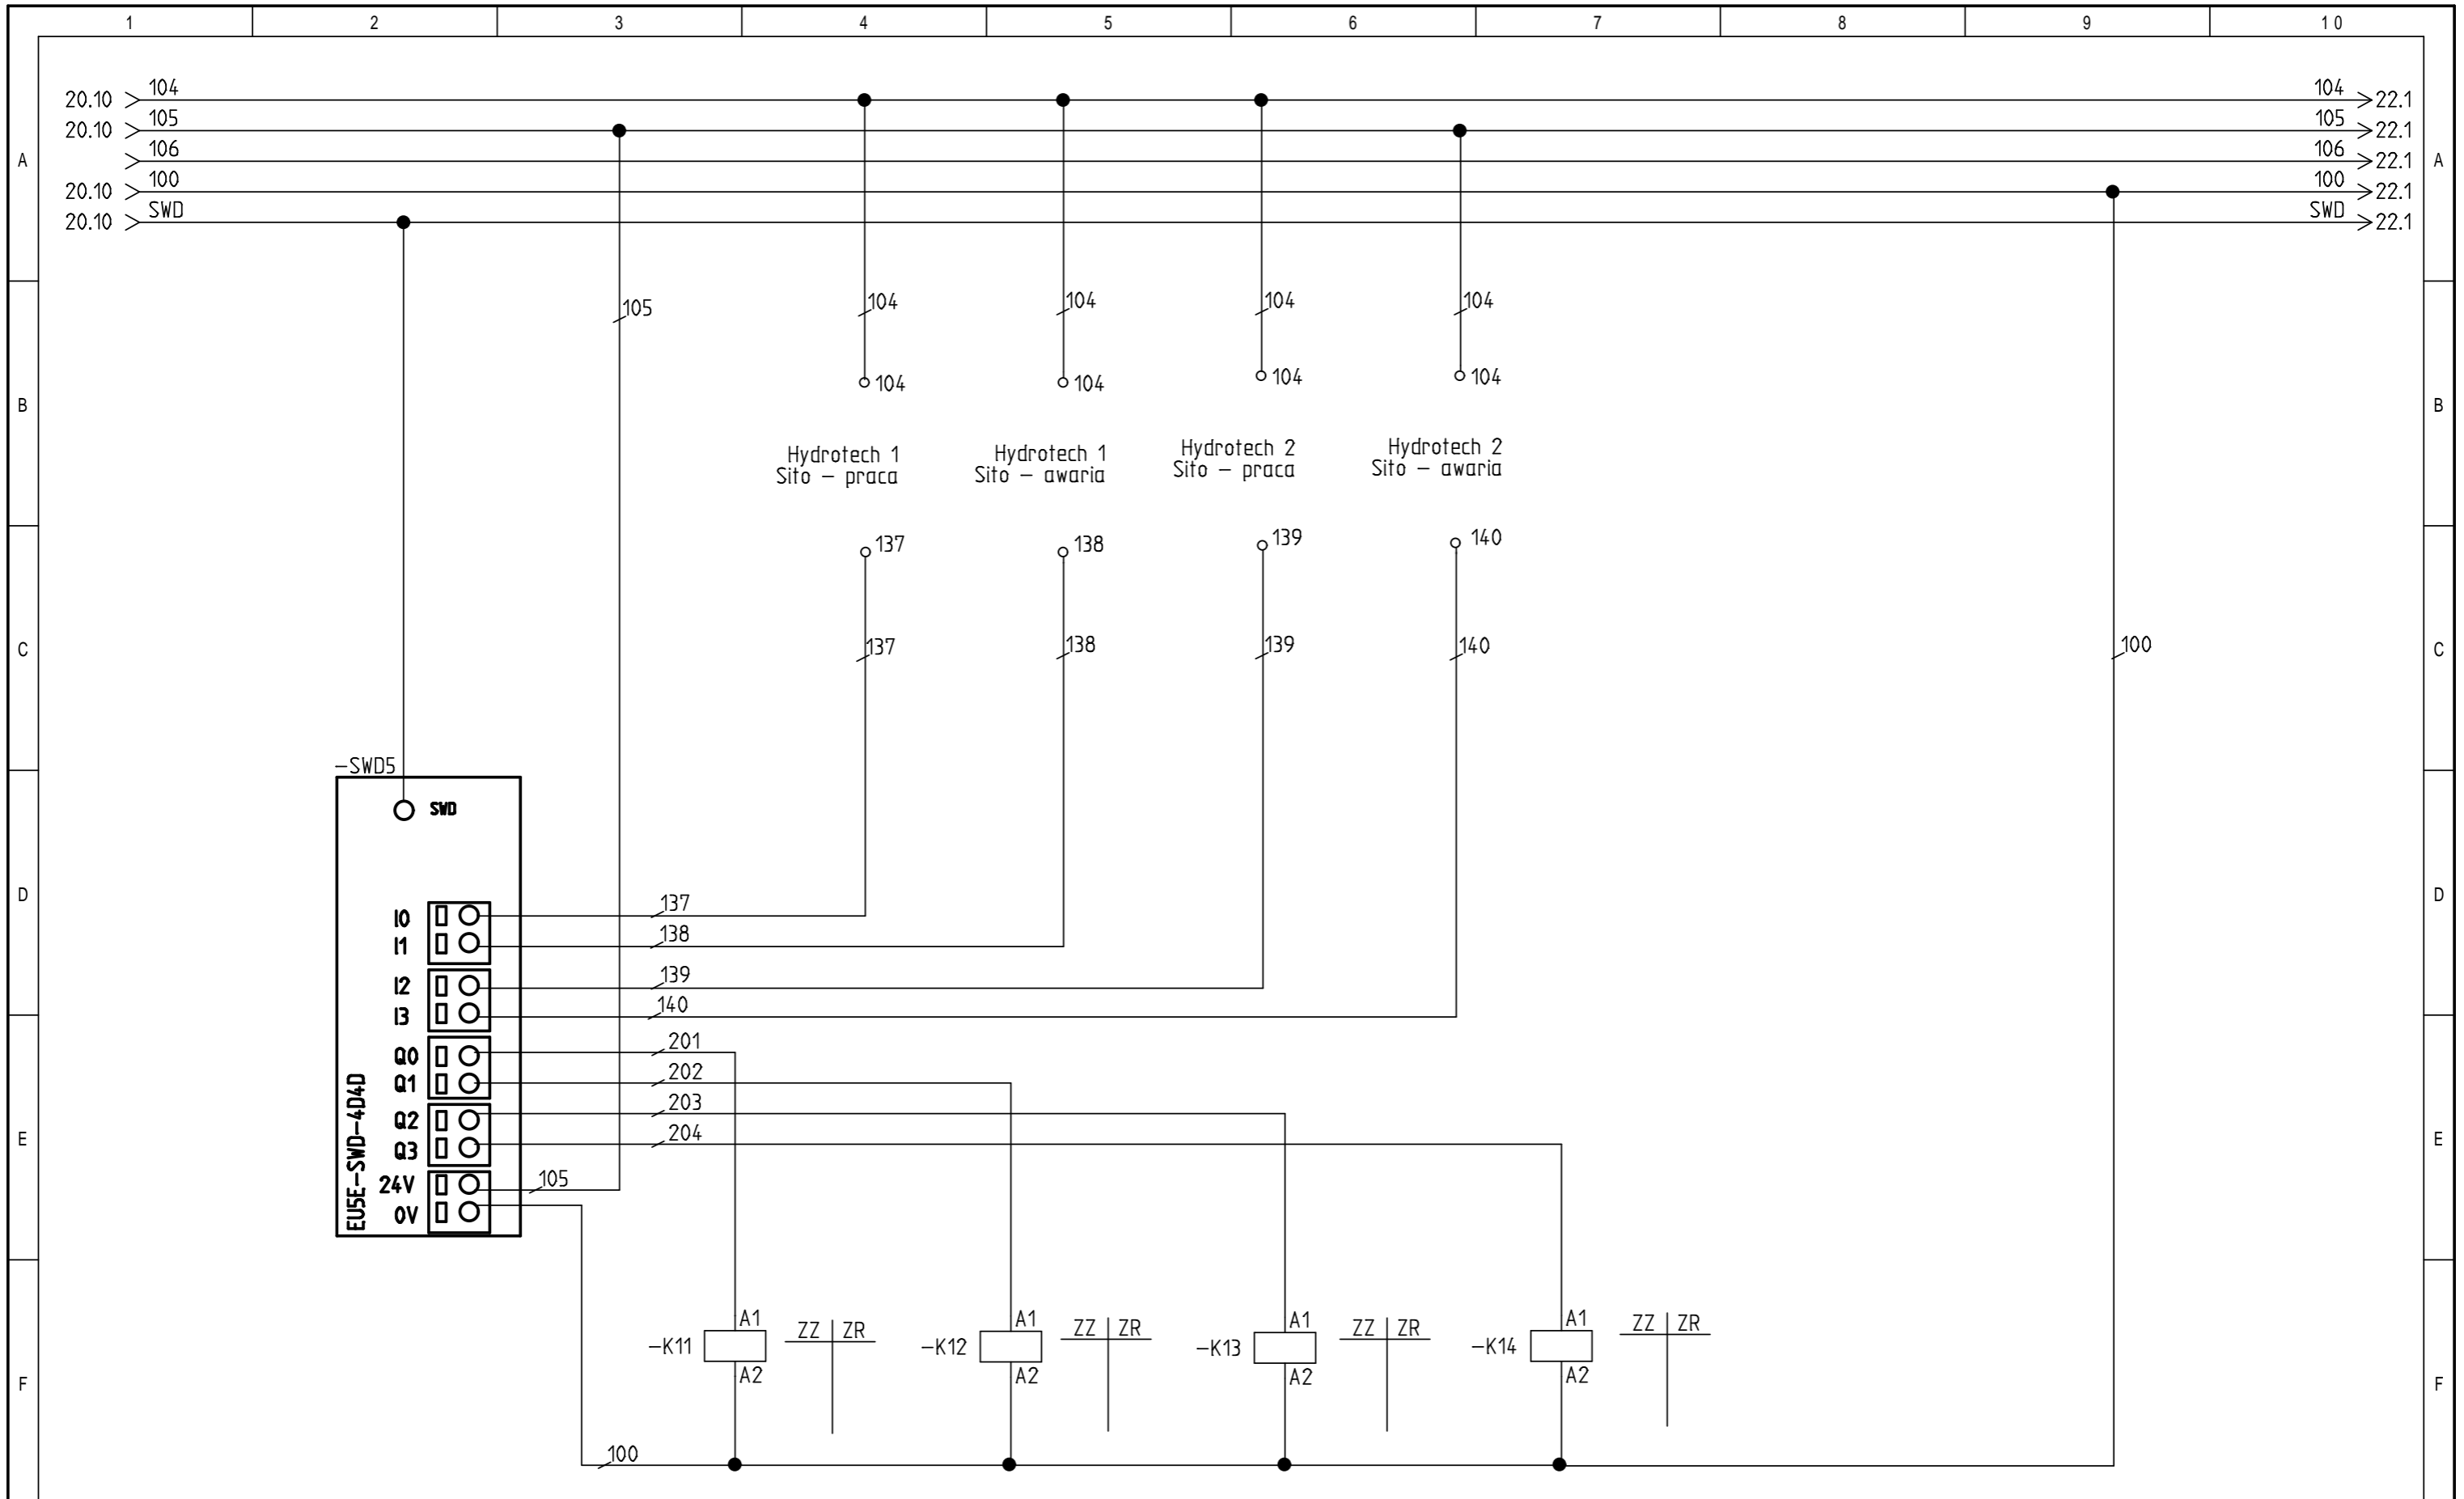 1 2 3 4 5 6 7 8 9 10
20.10 104 104 22.1
20.10 105 105 22.1
A 106 106 22.1 A
20.10 100 100 22.1
20.10 SWD SWD 22.1
105 104 104 104 104
104 104 104 104
B B
Hydrotech 1
Sito – praca
Hydrotech 1
Sito – awaria
Hydrotech 2
Sito – praca
Hydrotech 2
Sito – awaria
137 138 139 140
C 137 138 139 140 100 C
–SWD5
SWD
D D
I0 137
I1 138
I2 139
I3 140
Q0 201
Q1 202
Q2 203
E E
Q3 204
24V 105
0V
EU5E–SWD–4D4D
–K11 A1 A2 ZZ ZR
–K12 A1 A2 ZZ ZR
–K13 A1 A2 ZZ ZR
–K14 A1 A2 ZZ ZR
F F
100